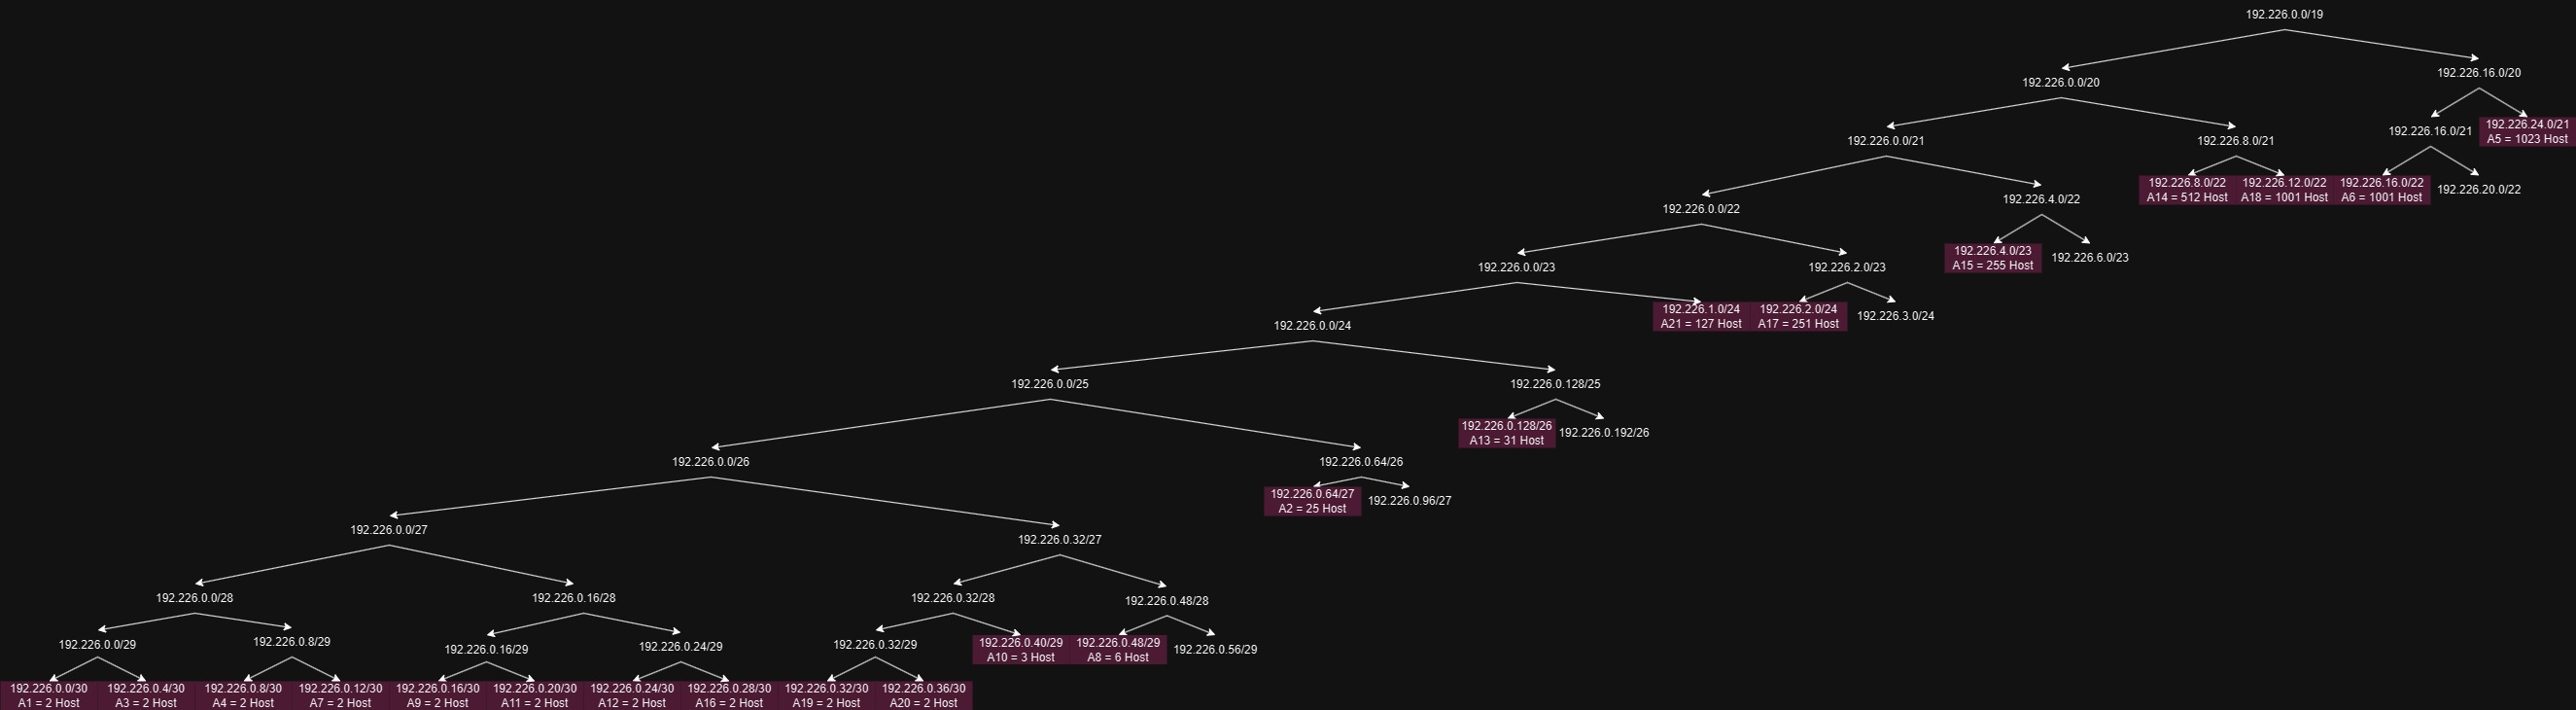 192.226.0.0/19
192.226.0.0/20
192.226.16.0/20
192.226.0.0/21
192.226.8.0/21
192.226.16.0/21
192.226.24.0/21
A5 = 1023 Host
192.226.0.0/22
192.226.4.0/22
192.226.8.0/22
A14 = 512 Host
192.226.12.0/22
A18 = 1001 Host
192.226.16.0/22
A6 = 1001 Host
192.226.20.0/22
192.226.0.0/23
192.226.2.0/23
192.226.4.0/23
A15 = 255 Host
192.226.6.0/23
192.226.0.0/24
192.226.1.0/24
A21 = 127 Host
192.226.2.0/24
A17 = 251 Host
192.226.3.0/24
192.226.0.0/25
192.226.0.128/25
192.226.0.0/26
192.226.0.64/26
192.226.0.128/26
A13 = 31 Host
192.226.0.192/26
192.226.0.0/27
192.226.0.32/27
192.226.0.64/27
A2 = 25 Host
192.226.0.96/27
192.226.0.0/28
192.226.0.16/28
192.226.0.32/28
192.226.0.48/28
192.226.0.0/29
192.226.0.8/29
192.226.0.16/29
192.226.0.24/29
192.226.0.32/29
192.226.0.40/29
A10 = 3 Host
192.226.0.48/29
A8 = 6 Host
192.226.0.56/29
192.226.0.0/30
A1 = 2 Host
192.226.0.4/30
A3 = 2 Host
192.226.0.8/30
A4 = 2 Host
192.226.0.12/30
A7 = 2 Host
192.226.0.16/30
A9 = 2 Host
192.226.0.20/30
A11 = 2 Host
192.226.0.24/30
A12 = 2 Host
192.226.0.28/30
A16 = 2 Host
192.226.0.32/30
A19 = 2 Host
192.226.0.36/30
A20 = 2 Host